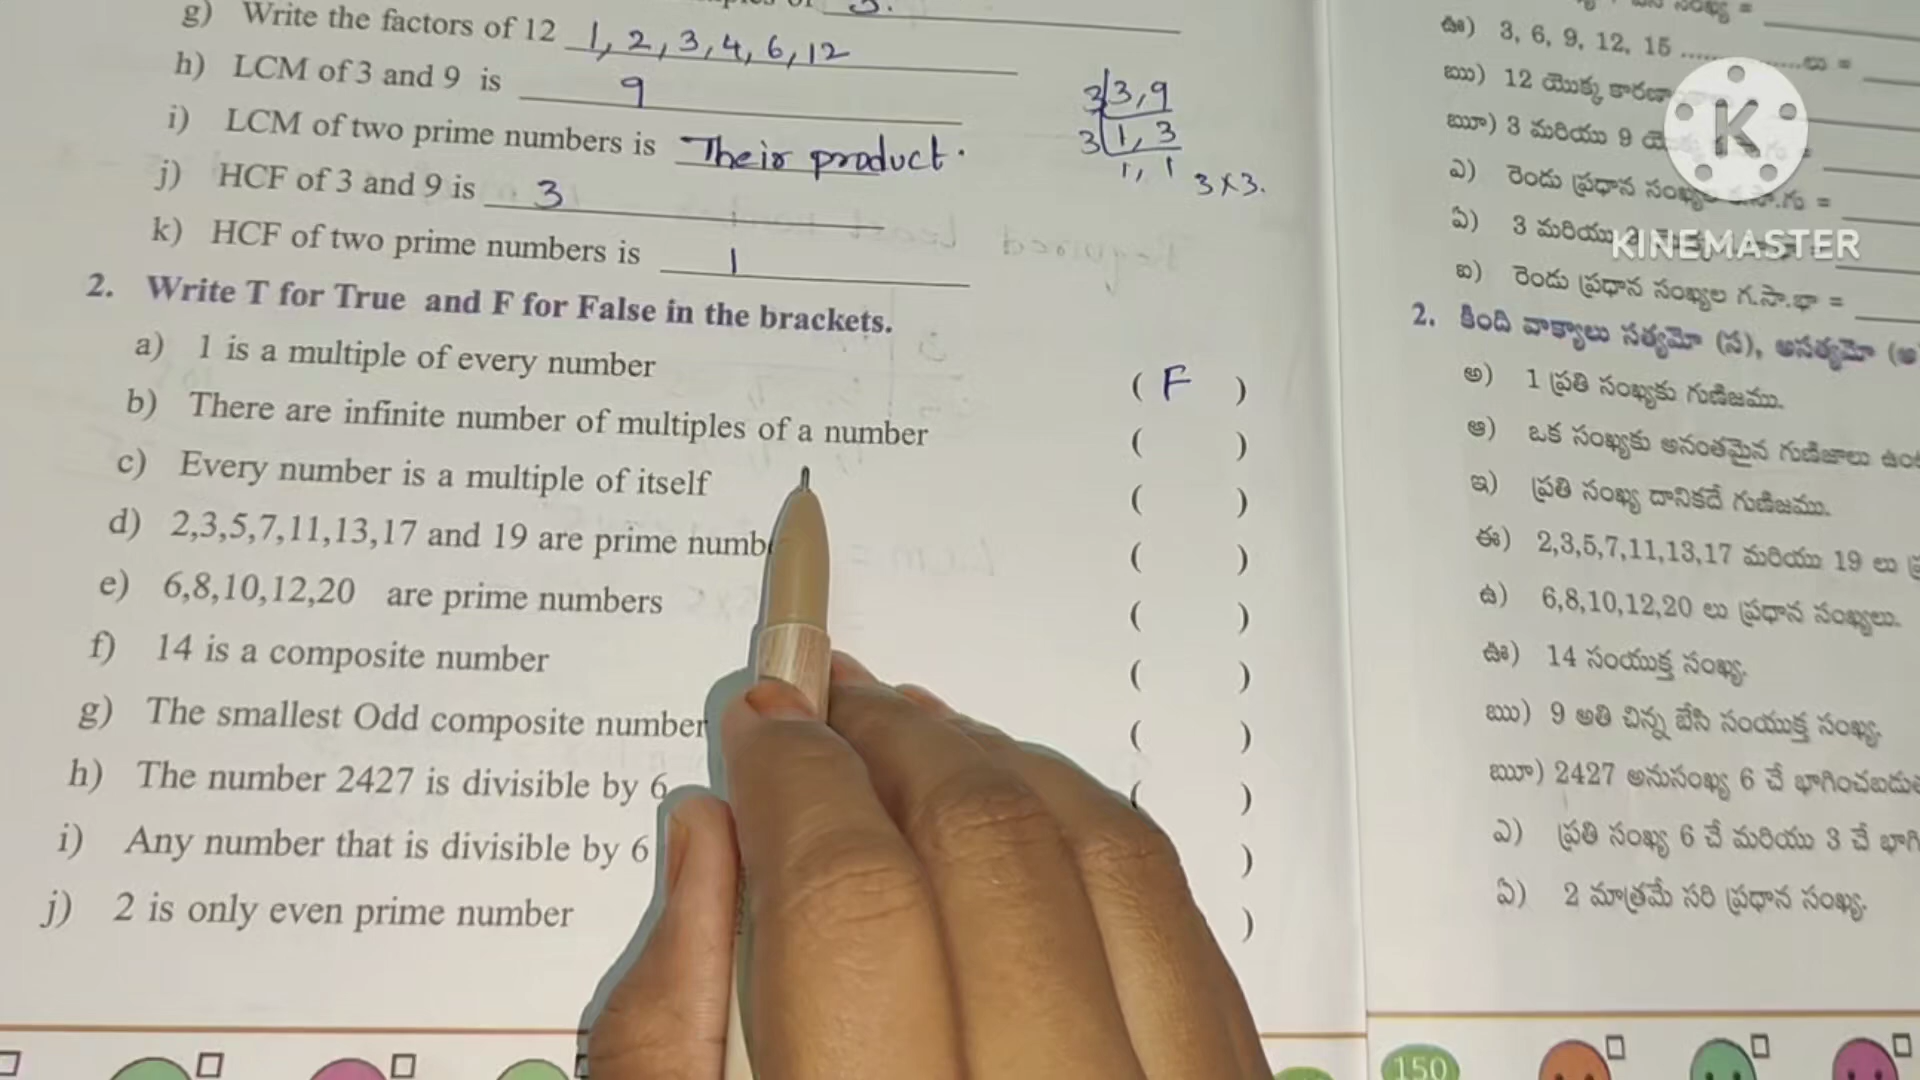 g) Write the factors of 12 1, 2, 3, 4, 6, 12
h) LCM of 3 and 9 is 9
i) LCM of two prime numbers is Their product.
j) HCF of 3 and 9 is 3
k) HCF of two prime numbers is 1
3 3, 9
3 1, 3
1, 1 3×3.
2. Write T for True and F for False in the brackets.
a) 1 is a multiple of every number ( F )
b) There are infinite number of multiples of a number ( )
c) Every number is a multiple of itself ( )
d) 2,3,5,7,11,13,17 and 19 are prime ( )
e) 6,8,10,12,20 are prime numbers ( )
f) 14 is a composite number ( )
g) The smallest Odd composite number ( )
h) The number 2427 is divisible by 6 ( )
i) Any number that is divisible by 6 )
j) 2 is only even prime number )
ఊ) 3, 6, 9, 12, 15 .............లు =
ఋ) 12 యొక్క
ౠ) 3 మరియు 9
ఎ) రెండు ప్రధాన సంఖ్యల =
ఏ) 3 మరియు
ఐ) రెండు ప్రధాన సంఖ్యల గ.సా.భా =
2. కింది వాక్యాలు సత్యమో (స), అసత్యమో (అ
అ) 1 ప్రతి సంఖ్యకు గుణిజము.
ఆ) ఒక సంఖ్యకు అనంతమైన గుణిజాలు
ఇ) ప్రతి సంఖ్య దానికదే గుణిజము.
ఈ) 2,3,5,7,11,13,17 మరియు 19 లు
ఉ) 6,8,10,12,20 లు ప్రధాన సంఖ్యలు.
ఊ) 14 సంయుక్త సంఖ్య.
ఋ) 9 అతి చిన్న బేసి సంయుక్త సంఖ్య.
ౠ) 2427 అనుసంఖ్య 6 చే
ఎ) ప్రతి సంఖ్య 6 చే మరియు 3 చే
ఏ) 2 మాత్రమే సరి ప్రధాన సంఖ్య.
150
K
KINEMASTER